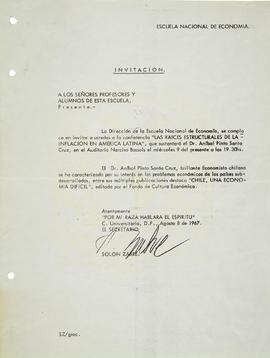 ESCUELA NACIONAL DE ECONOMIA.
INVITACION.
A LOS SEÑORES PROFESORES Y
ALUMNOS DE ESTA ESCUELA,
Presente.-
La Dirección de la Escuela Nacional de Economía, se complace
en invitar a ustedes a la conferencia "LAS RAICES ESTRUCTURALES DE LA
INFLACION EN AMERICA LATINA", que sustentará el Dr. Aníbal Pinto Santa
Cruz, en el Auditorio Narciso Bassols el miércoles 9 del presente a las 19.30hs.
El Dr. Aníbal Pinto Santa Cruz, brillante Economista chileno
se ha caracterizado por su interés en los problemas económicos de los países sub-
desarrollados, entre sus múltiples publicaciones destaca "CHILE, UNA ECONO-
MIA DIFICIL", editado por el Fondo de Cultura Económica.
Atentamente
"POR MI RAZA HABLARA EL ESPIRITU"
C. Universitaria, D.F., Agosto 8 de 1967.
EL SECRETARIO
SOLON